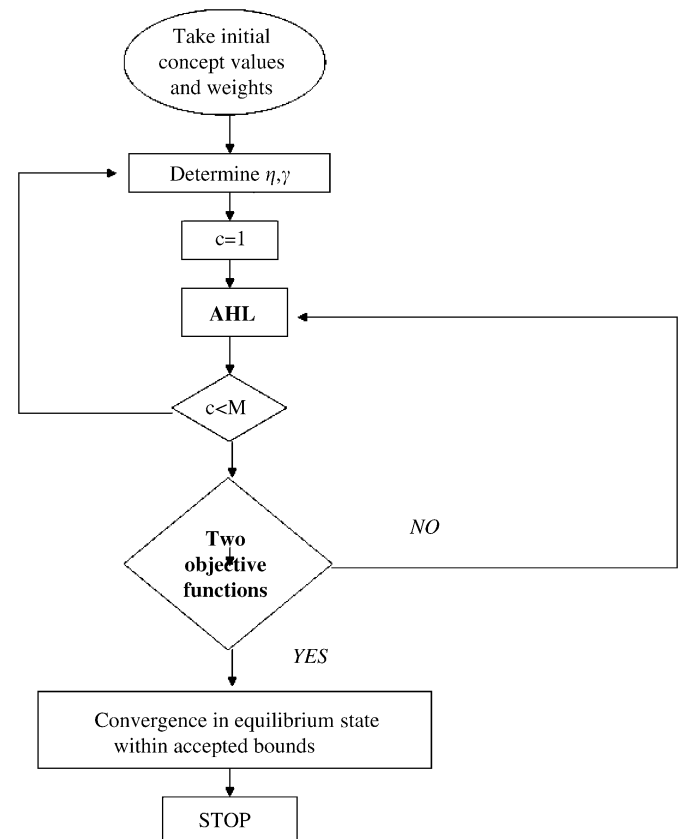 Take initial
concept values
and weights
Determine η,γ
c=1
AHL
c<M
Two
objective
functions
NO
YES
Convergence in equilibrium state
within accepted bounds
STOP